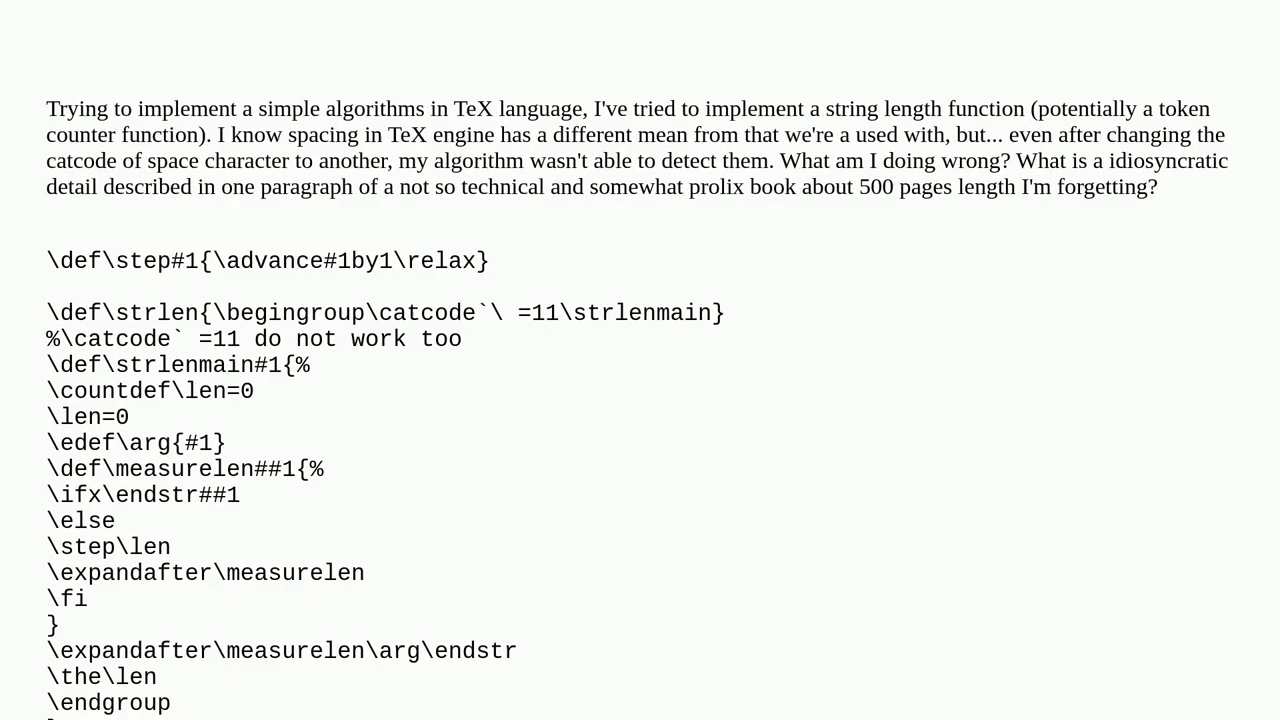 Trying to implement a simple algorithms in TeX language, I've tried to implement a string length function (potentially a token
counter function). I know spacing in TeX engine has a different mean from that we're a used with, but... even after changing the
catcode of space character to another, my algorithm wasn't able to detect them. What am I doing wrong? What is a idiosyncratic
detail described in one paragraph of a not so technical and somewhat prolix book about 500 pages length I'm forgetting?
\def\step#1{\advance#1by1\relax}
\def\strlen{\begingroup\catcode`\ =11\strlenmain}
%\catcode` =11 do not work too
\def\strlenmain#1{%
\countdef\len=0
\len=0
\edef\arg{#1}
\def\measurelen##1{%
\ifx\endstr##1
\else
\step\len
\expandafter\measurelen
\fi
}
\expandafter\measurelen\arg\endstr
\the\len
\endgroup